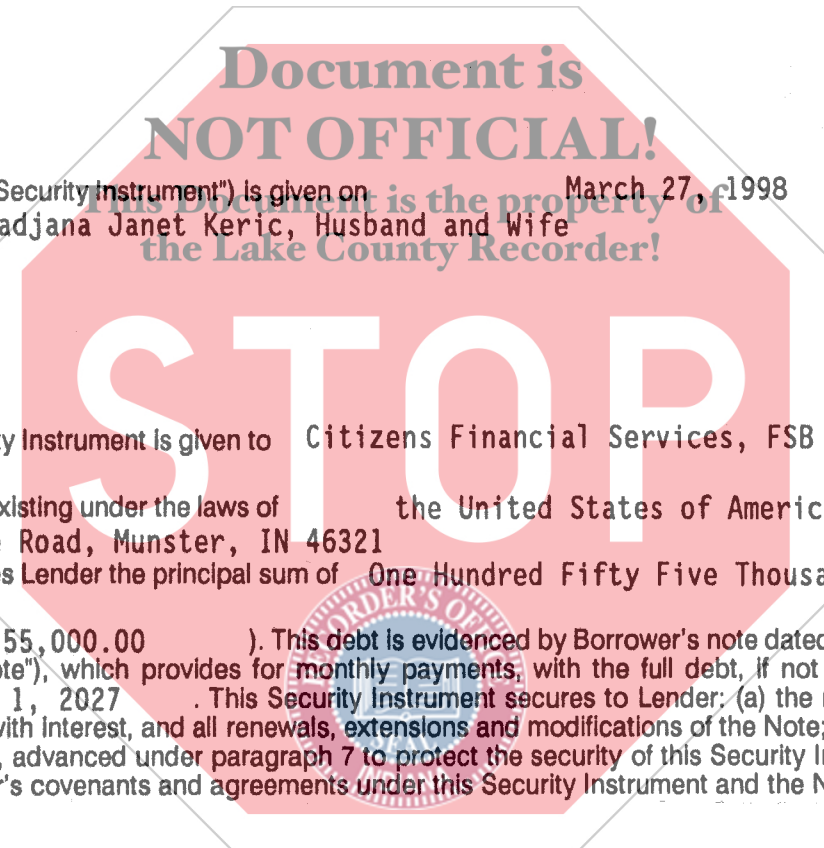 Document is
NOT OFFICIAL!
Security Instrument") is given on March 27, 1998
This Document is the property of
adjana Janet Keric, Husband and Wife
the Lake County Recorder!
STOP
y Instrument is given to Citizens Financial Services, FSB
xisting under the laws of the United States of Americ
Road, Munster, IN 46321
es Lender the principal sum of One Hundred Fifty Five Thousa
55,000.00 ). This debt is evidenced by Borrower's note dated
ote"), which provides for monthly payments, with the full debt, if not
1, 2027 . This Security Instrument secures to Lender: (a) the
with interest, and all renewals, extensions and modifications of the Note;
, advanced under paragraph 7 to protect the security of this Security In
r's covenants and agreements under this Security Instrument and the N
RECORDER'S OFFICE
SEAL
INDIANA